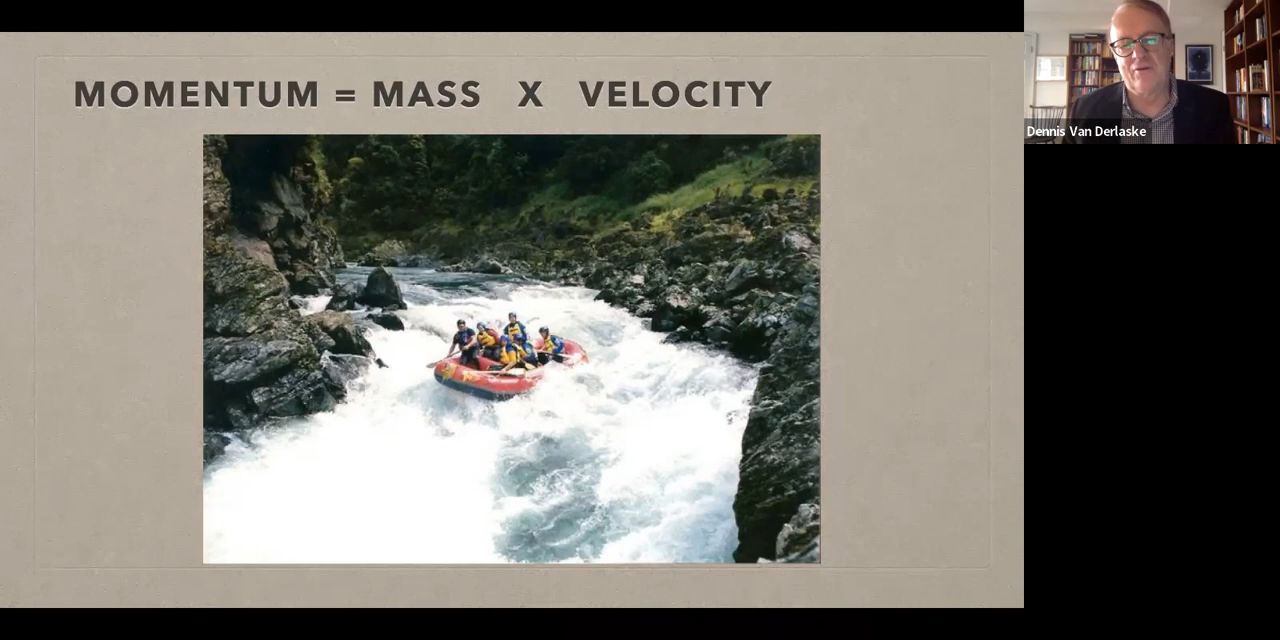 MOMENTUM = MASS X VELOCITY
Dennis Van Derlaske